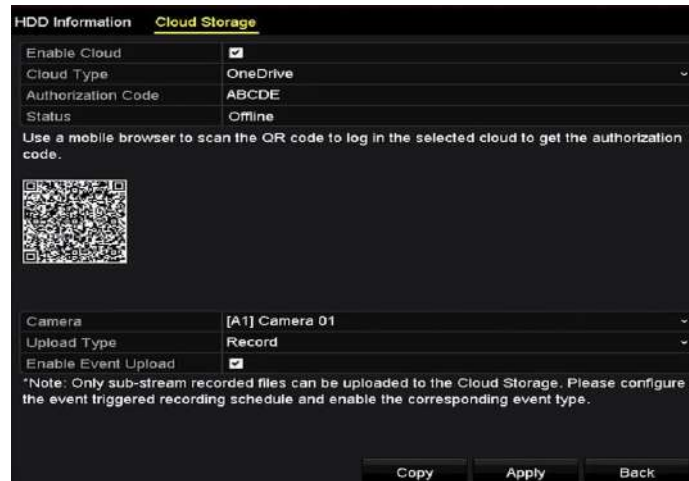 HDD Information Cloud Storage
Enable Cloud
Cloud Type OneDrive
Authorization Code ABCDE
Status Offline
Use a mobile browser to scan the QR code to log in the selected cloud to get the authorization
code.
Camera [A1] Camera 01
Upload Type Record
Enable Event Upload
*Note: Only sub-stream recorded files can be uploaded to the Cloud Storage. Please configure
the event triggered recording schedule and enable the corresponding event type.
Copy Apply Back